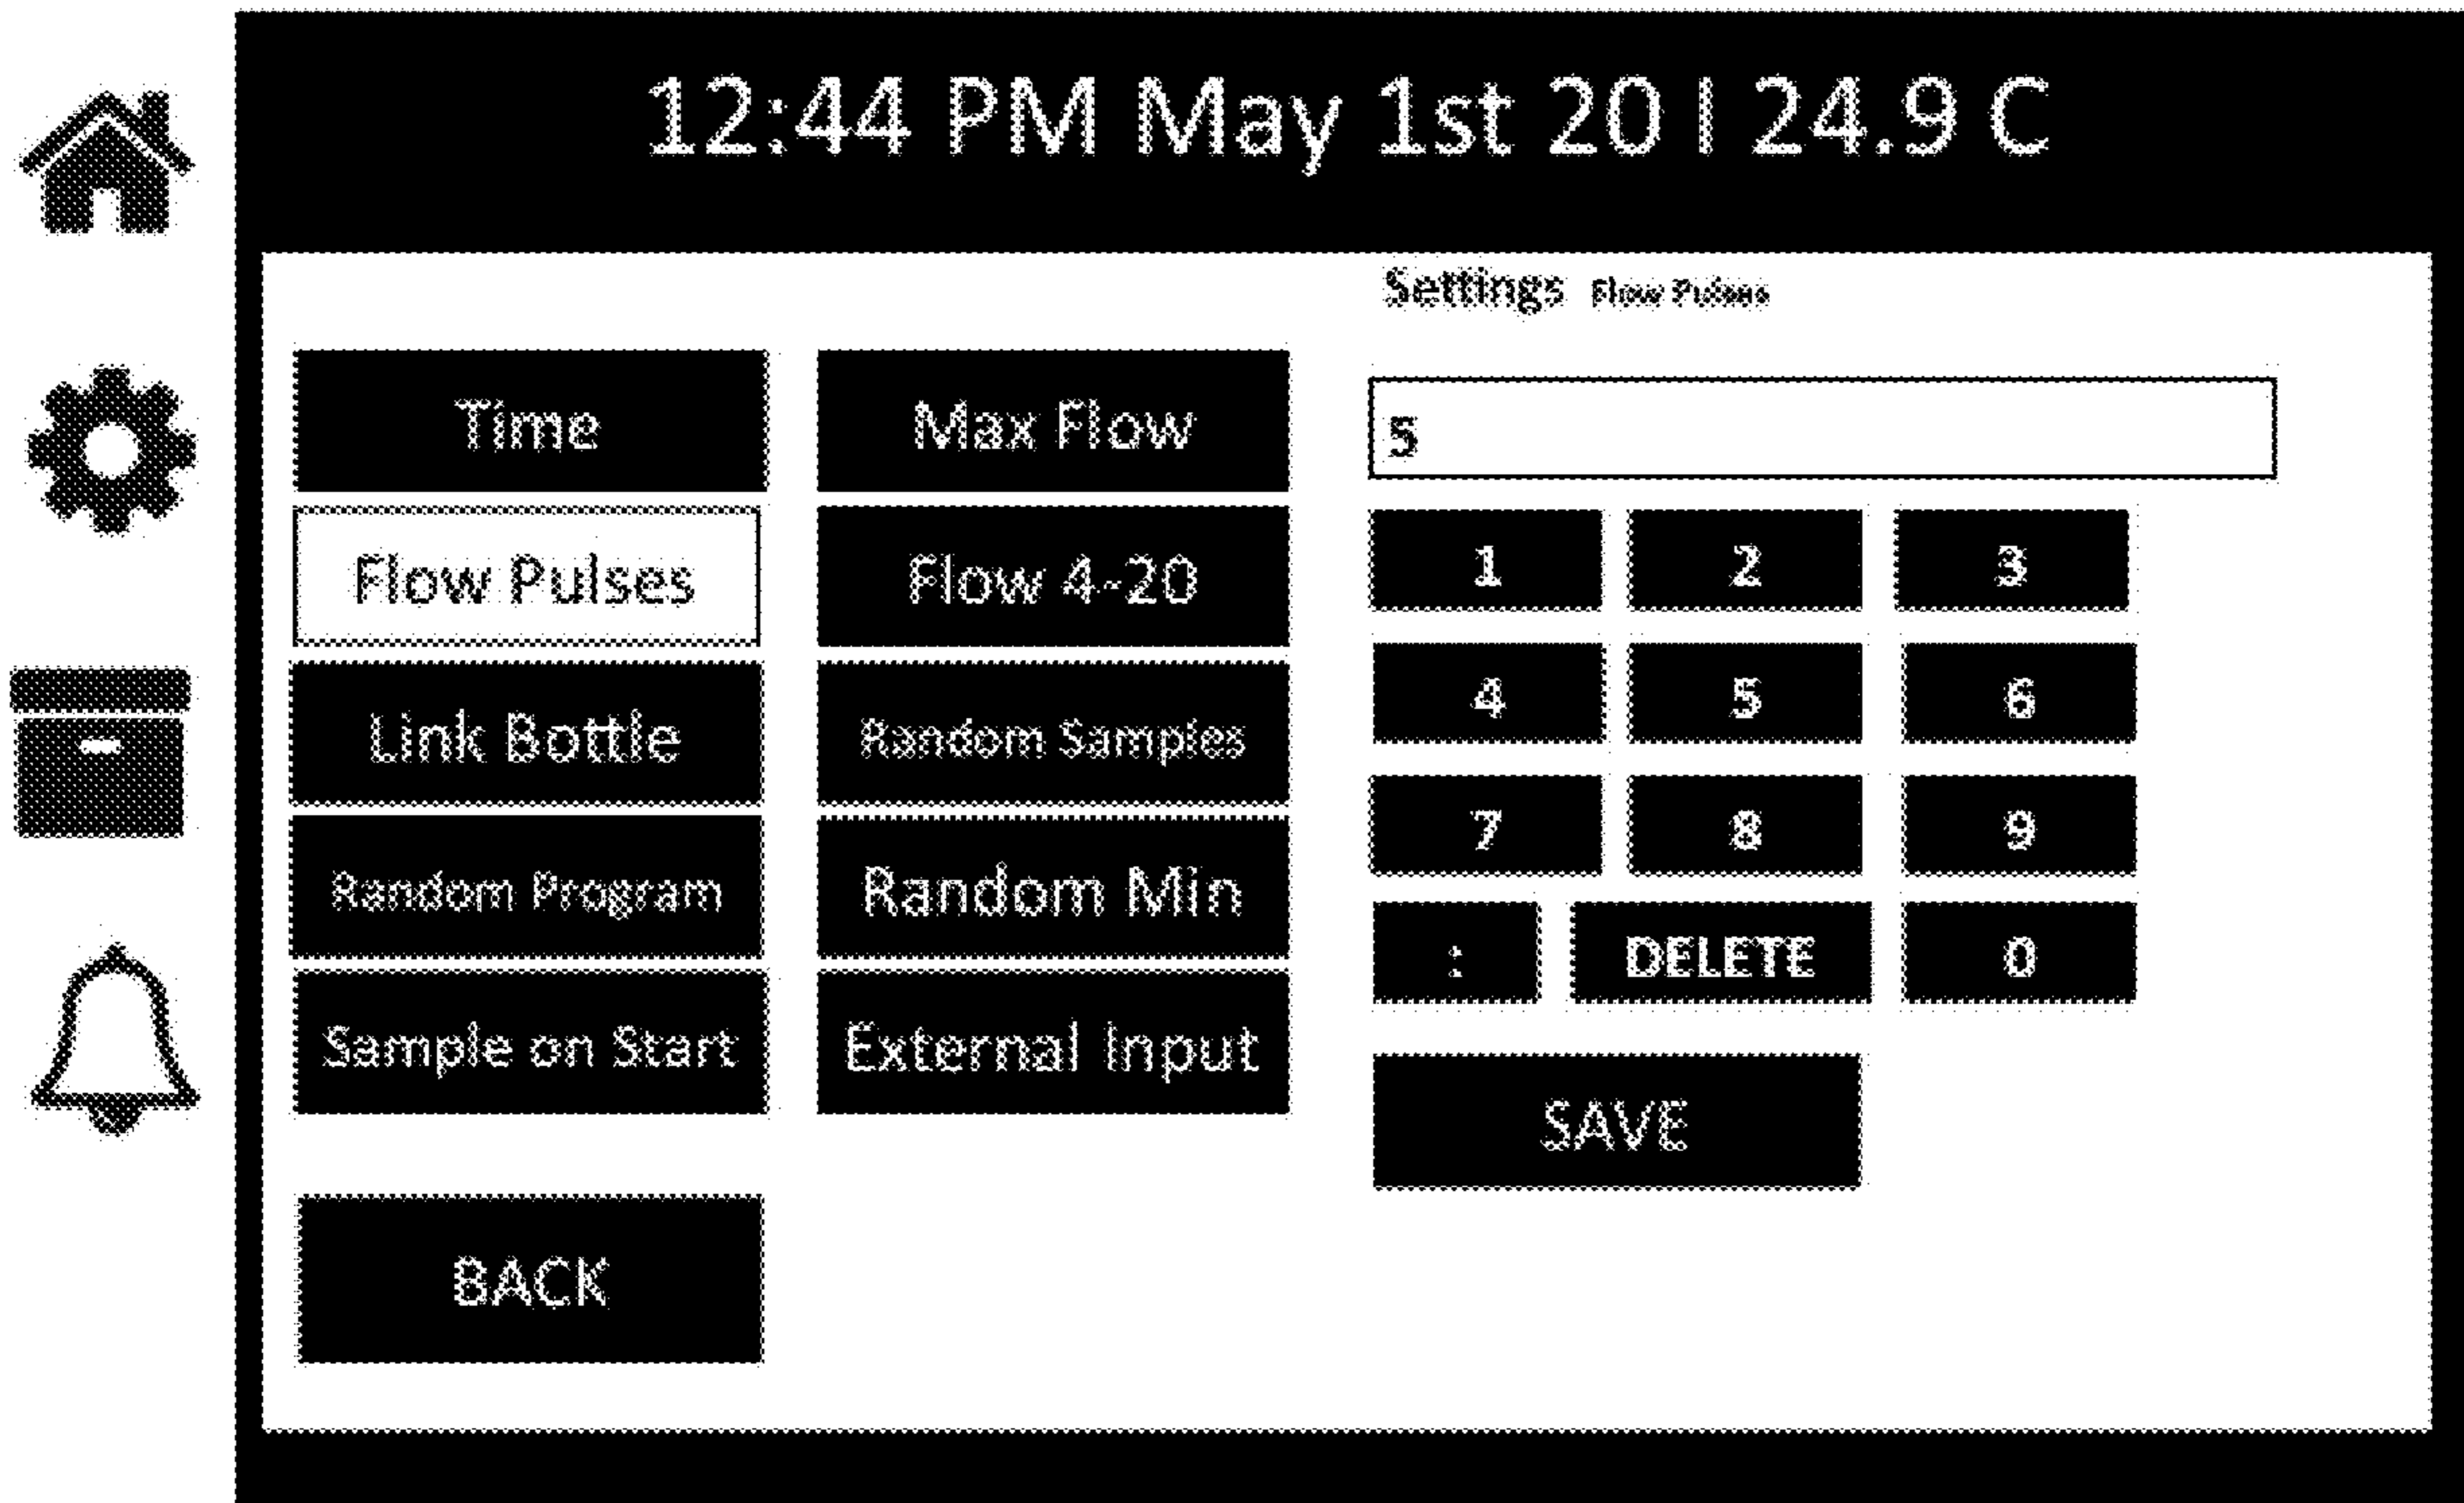 12:44 PM May 1st 20 | 24.9 C
Settings Flow Pulses
Time
Max Flow
5
Flow Pulses
Flow 4-20
1 2 3
Link Bottle
Random Samples
4 5 6
Random Program
Random Min
7 8 9
: DELETE 0
Sample on Start
External Input
SAVE
BACK